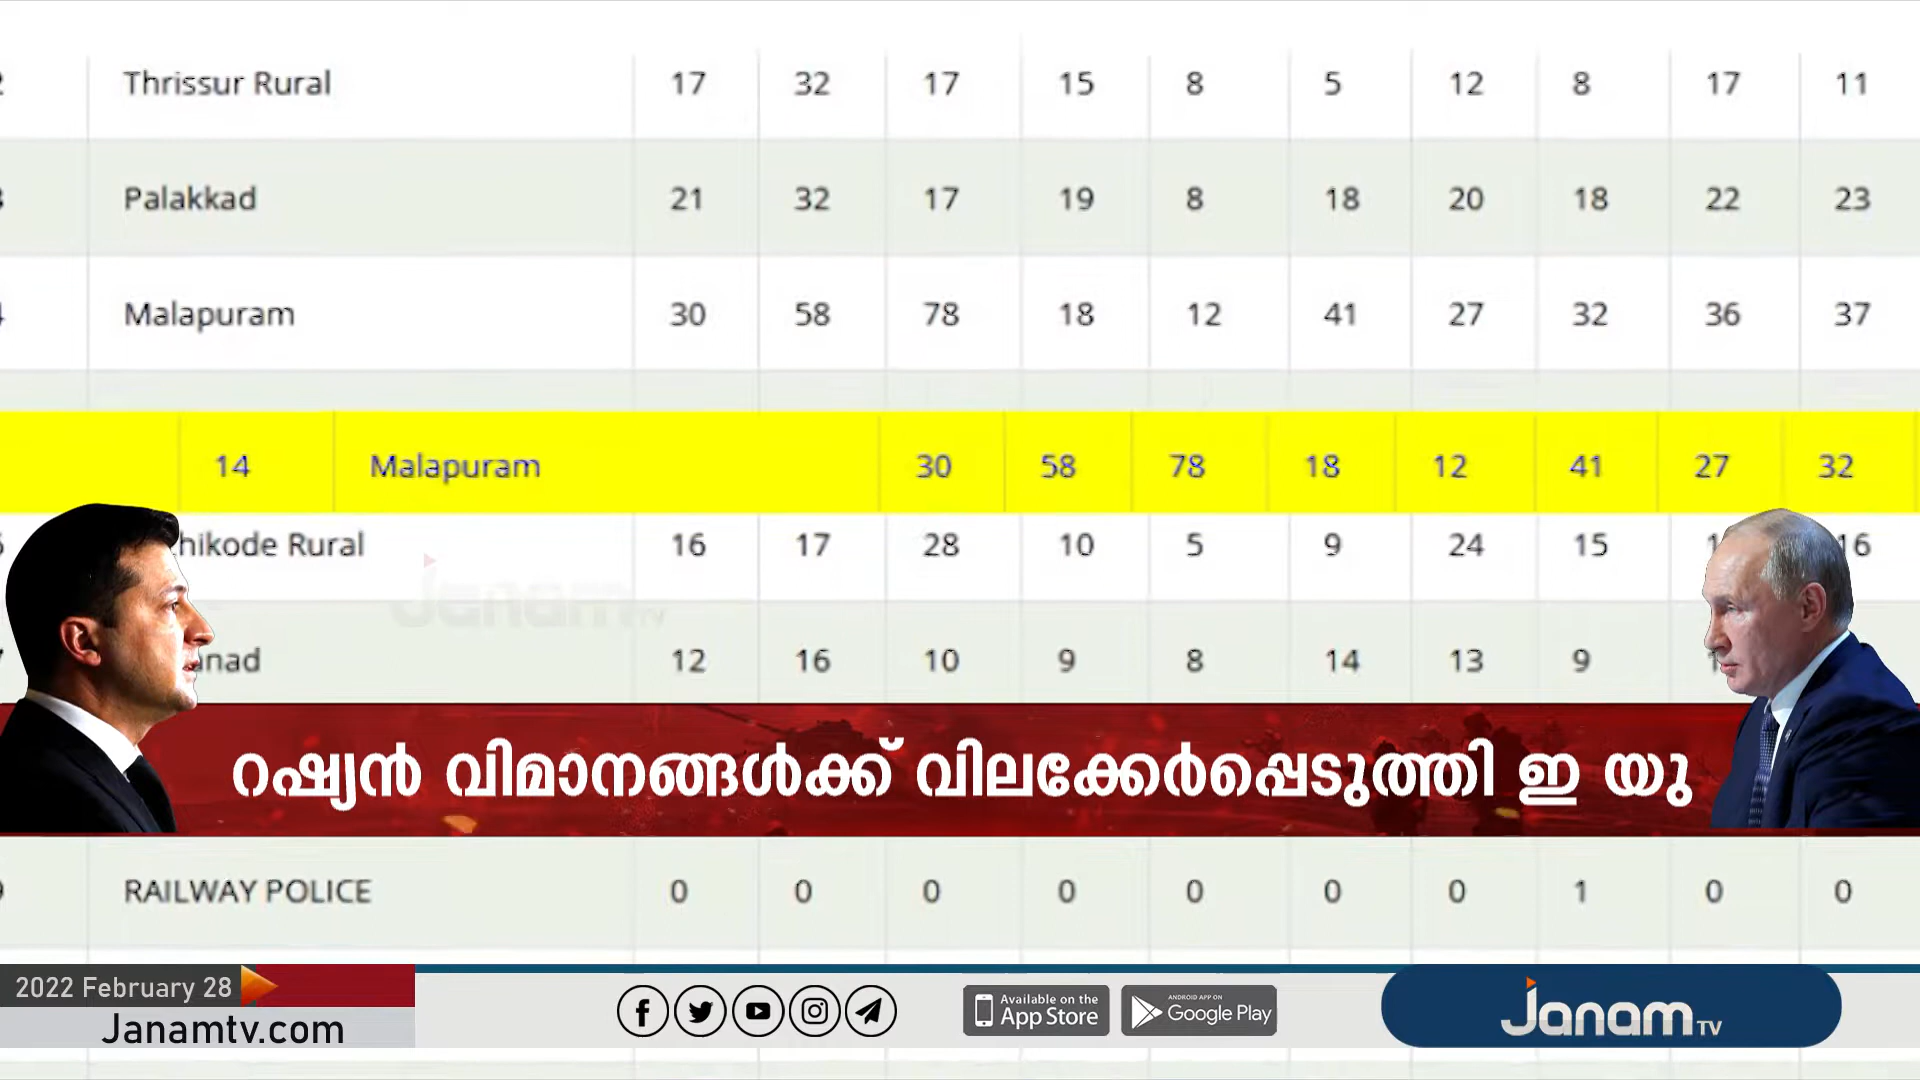 Thrissur Rural 17 32 17 15 8 5 12 8 17 11
Palakkad 21 32 17 19 8 18 20 18 22 23
Malapuram 30 58 78 18 12 41 27 32 36 37
14 Malapuram 30 58 78 18 12 41 27 32
hikode Rural 16 17 28 10 5 9 24 15 16
Janam TV
nad 12 16 10 9 8 14 13 9
റഷ്യൻ വിമാനങ്ങൾക്ക് വിലക്കേർപ്പെടുത്തി ഇ യു
RAILWAY POLICE 0 0 0 0 0 0 0 1 0 0
2022 February 28
Janamtv.com
Available on the
App Store
ANDROID APP ON
Google Play
Janam TV